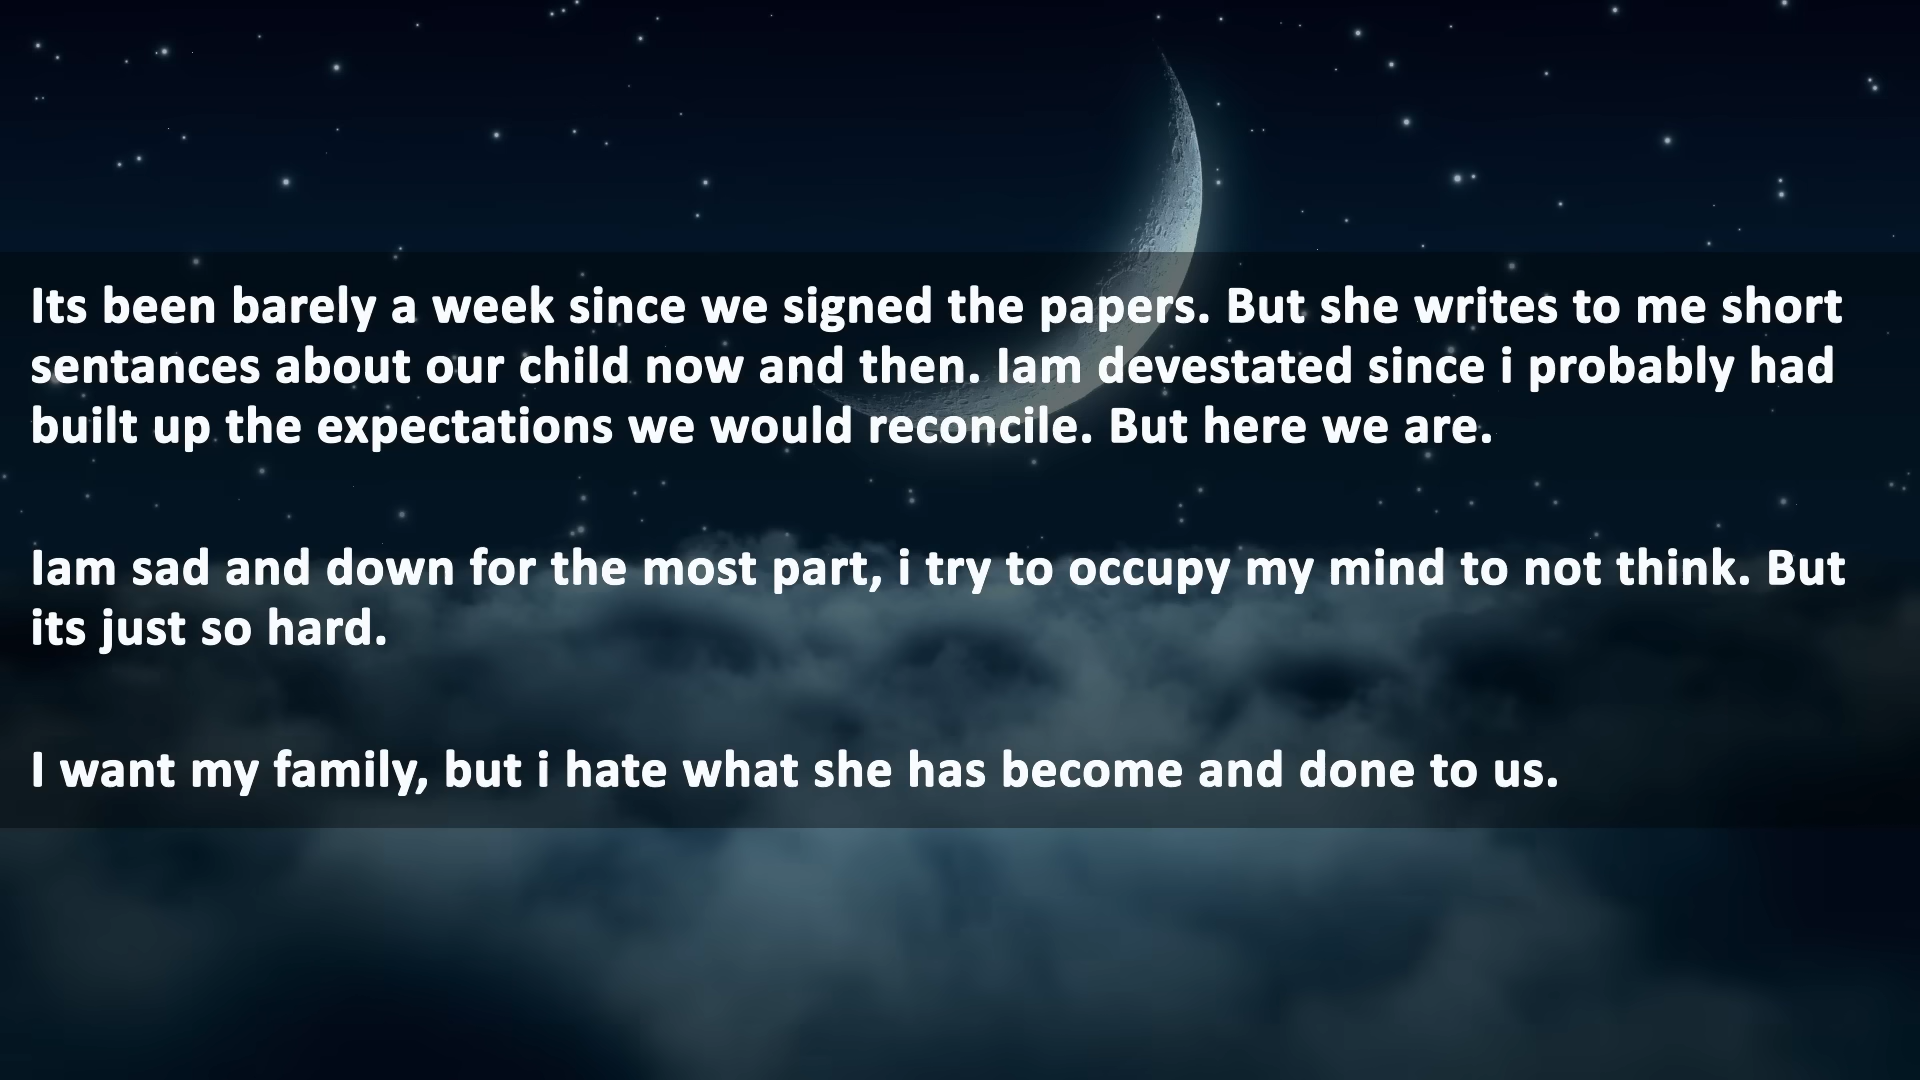 Its been barely a week since we signed the papers. But she writes to me short
sentances about our child now and then. Iam devestated since i probably had
built up the expectations we would reconcile. But here we are.
Iam sad and down for the most part, i try to occupy my mind to not think. But
its just so hard.
I want my family, but i hate what she has become and done to us.